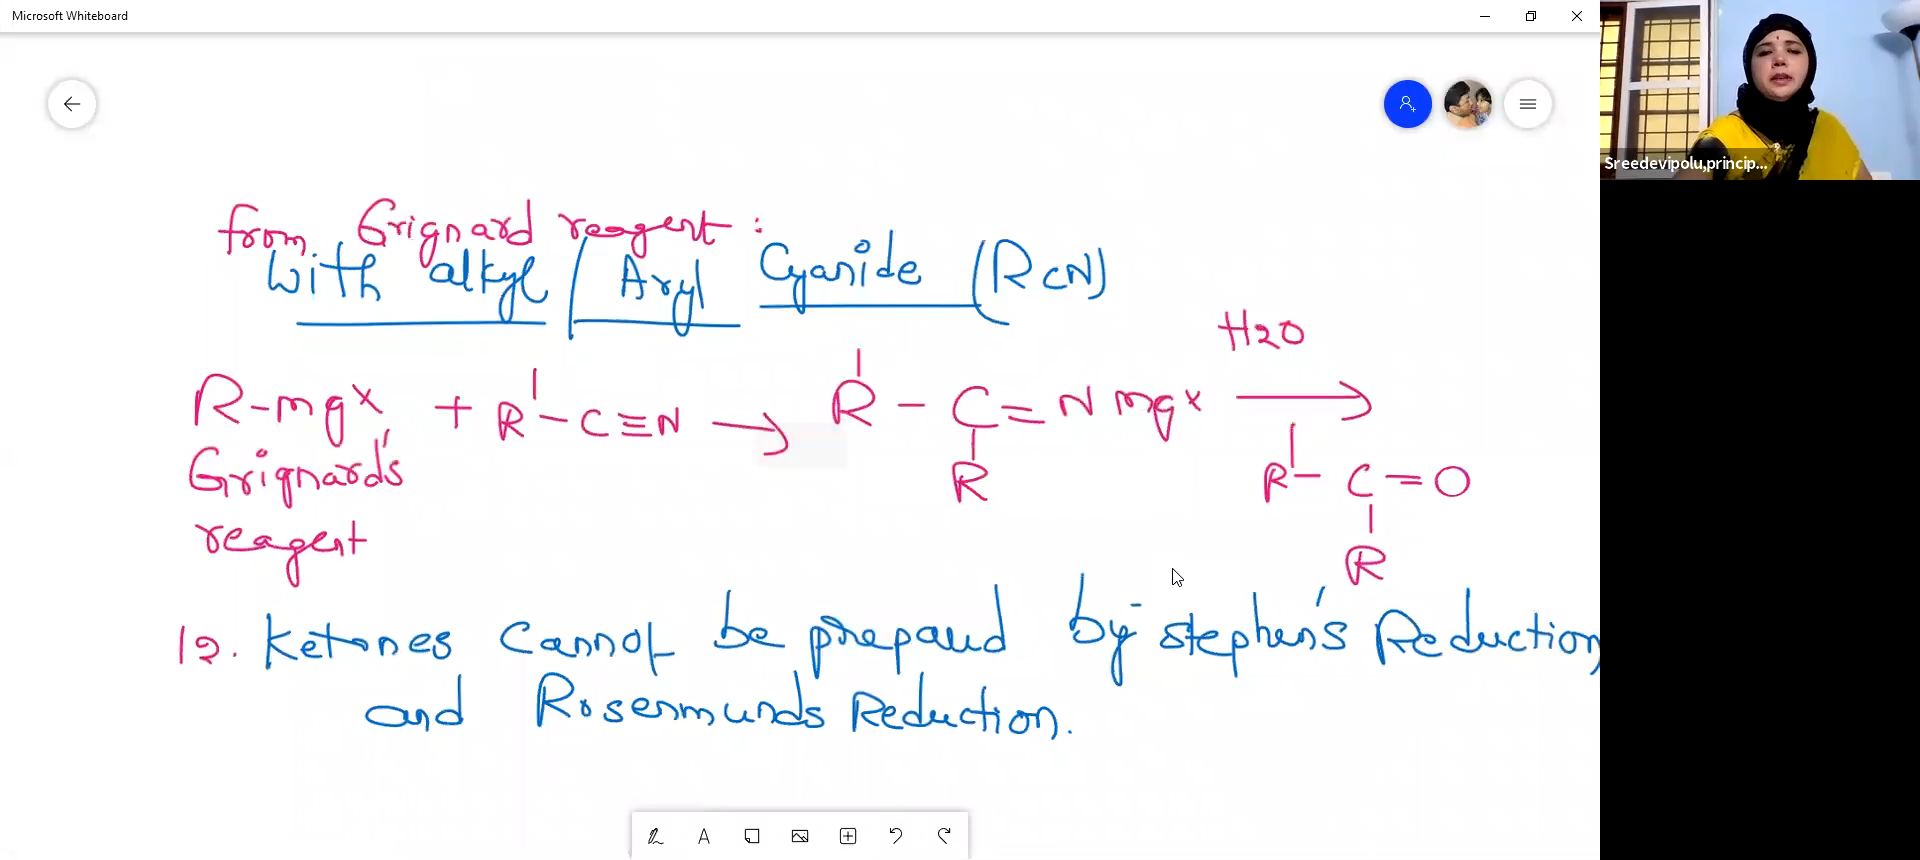 Microsoft Whiteboard
Sreedevipolu,princip...
from Grignard reagent :
With alkyl / Aryl Cyanide (RCN)
H2O
R-mgx + R'-C≡N → R'-C=Nmgx →
R
Grignard's
reagent
R'-C=O
R
12. Ketones cannot be prepared by Stephen's Reduction
and Rosenmunds Reduction.